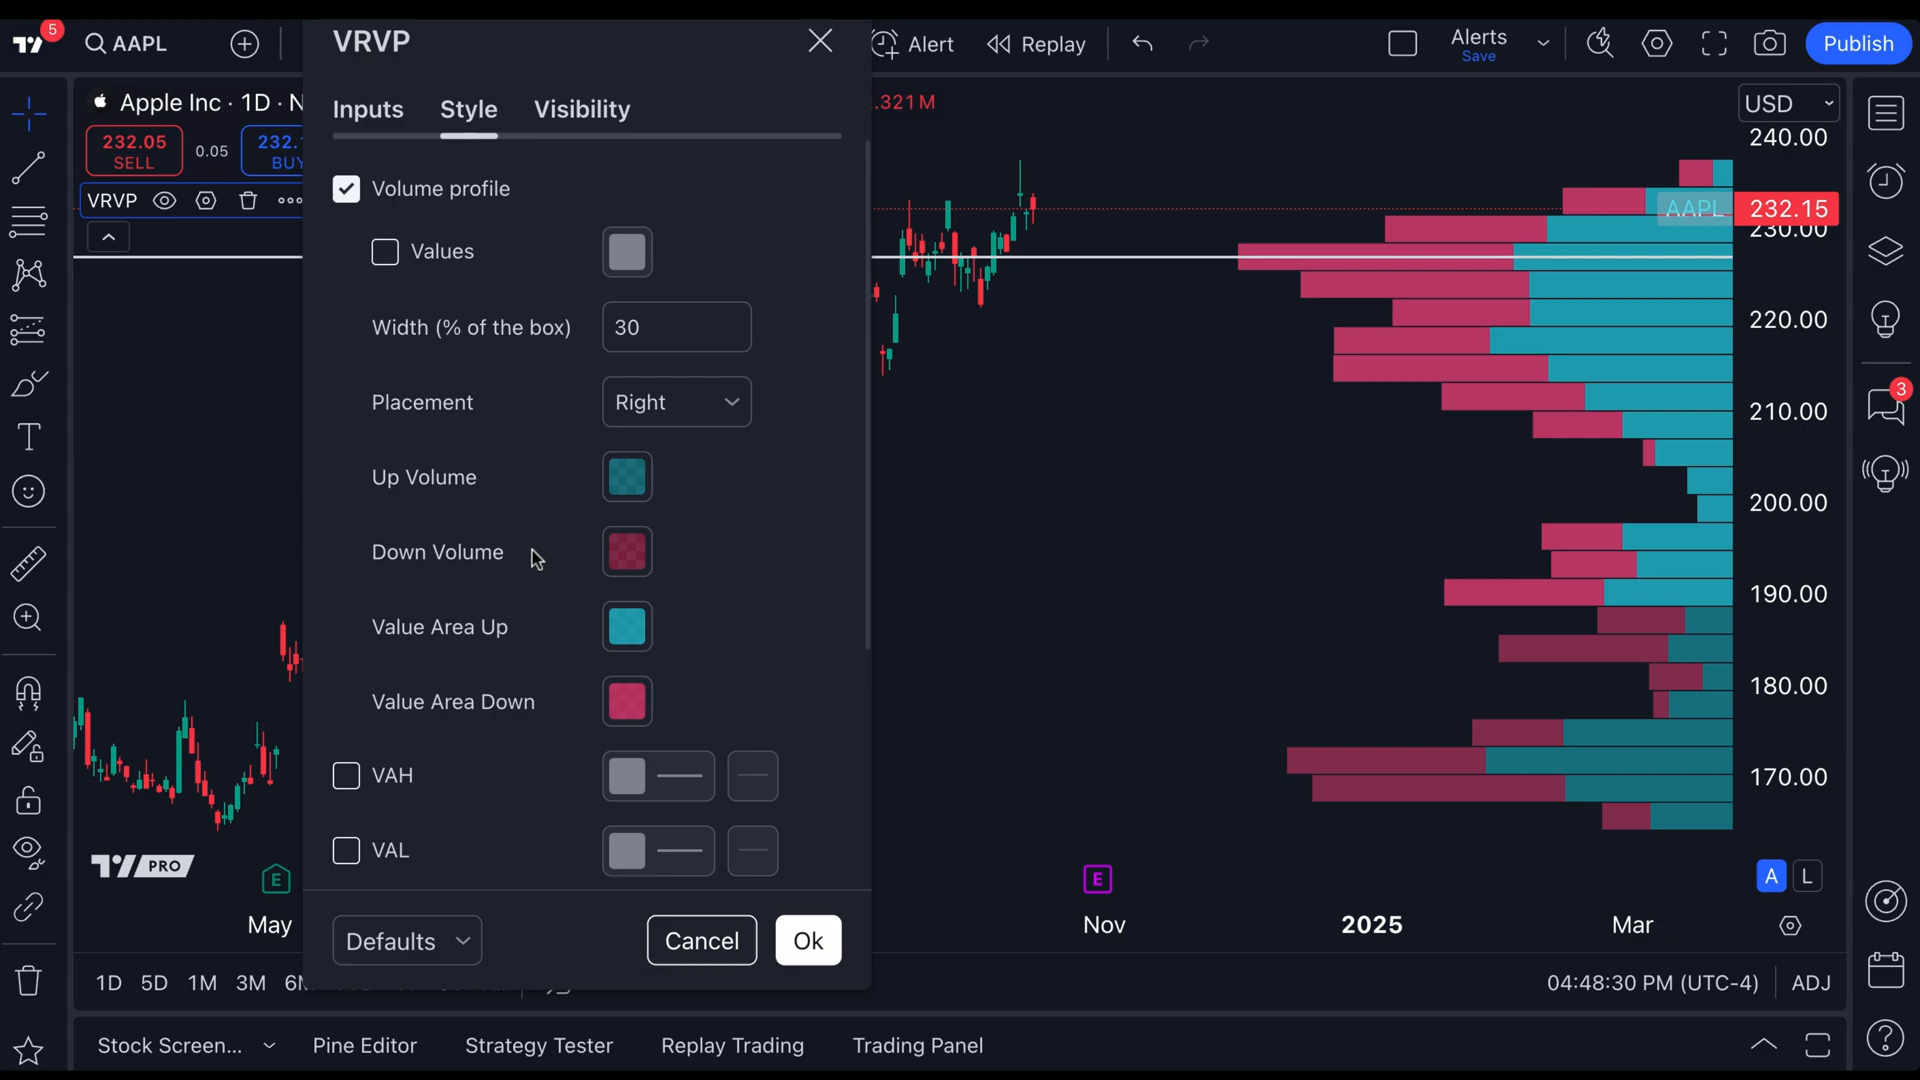 5
AAPL
VRVP
Alert
Replay
Alerts
Save
Publish
Apple Inc · 1D · N
.321M
USD
232.05
SELL
0.05
232.
BUY
VRVP
Inputs
Style
Visibility
Volume profile
Values
Width (% of the box)
30
Placement
Right
Up Volume
Down Volume
Value Area Up
Value Area Down
VAH
VAL
Defaults
Cancel
Ok
240.00
AAPL
232.15
230.00
220.00
210.00
200.00
190.00
180.00
170.00
3
PRO
E
E
A
L
May
Nov
2025
Mar
1D
5D
1M
3M
04:48:30 PM (UTC-4)
ADJ
Stock Screen...
Pine Editor
Strategy Tester
Replay Trading
Trading Panel